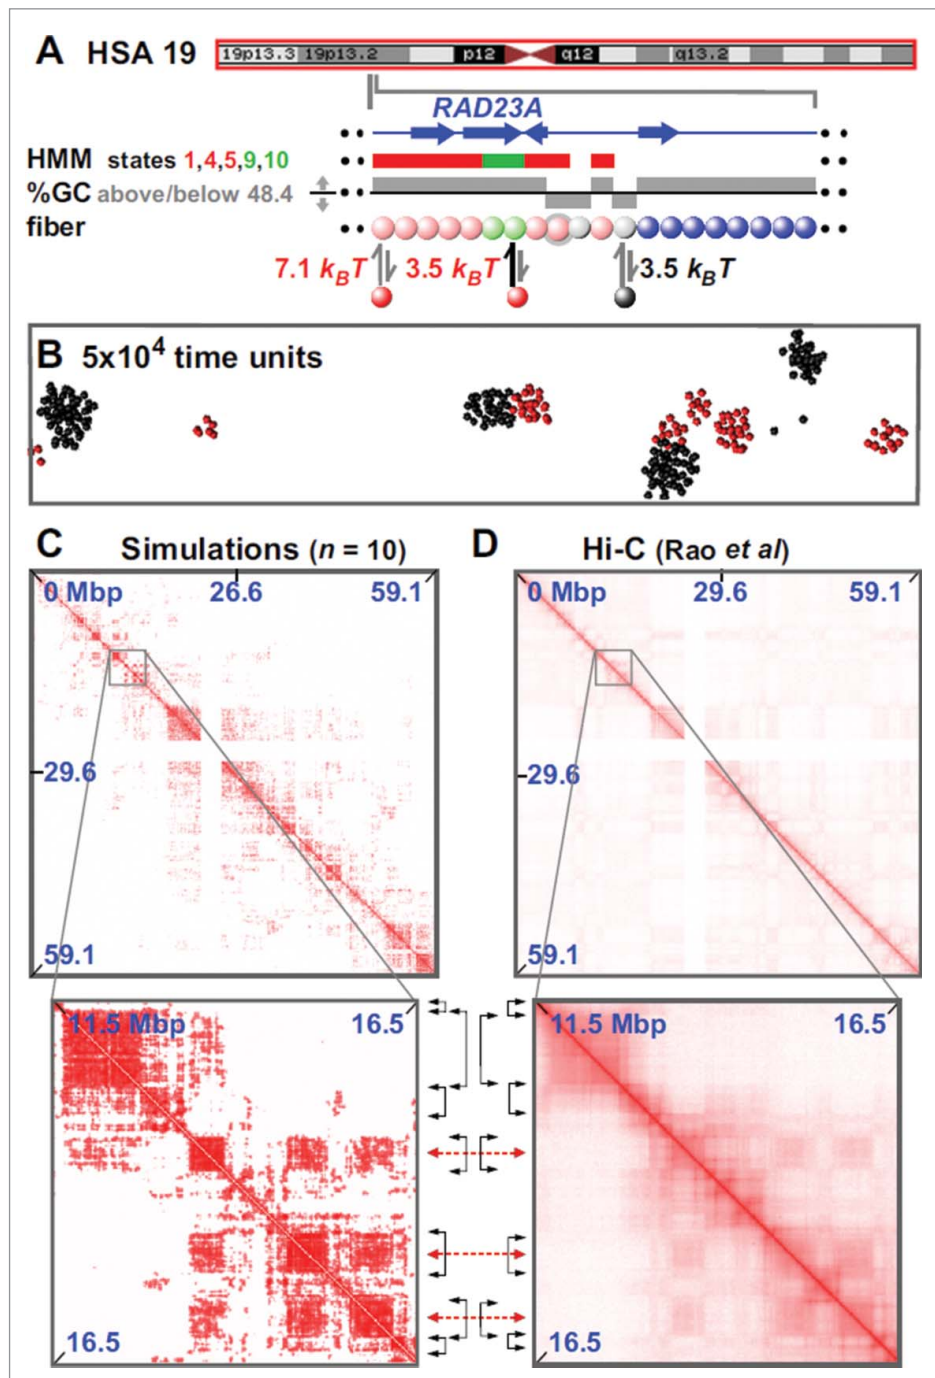 A HSA 19
19p13.3 19p13.2 p12 q12 q13.2
RAD23A
HMM states 1,4,5,9,10
%GC above/below 48.4
fiber
7.1 kBT 3.5 kBT 3.5 kBT
B 5x10^4 time units
C Simulations (n = 10) D Hi-C (Rao et al)
0 Mbp 26.6 59.1 0 Mbp 29.6 59.1
29.6 29.6
59.1 59.1
11.5 Mbp 16.5 11.5 Mbp 16.5
16.5 16.5